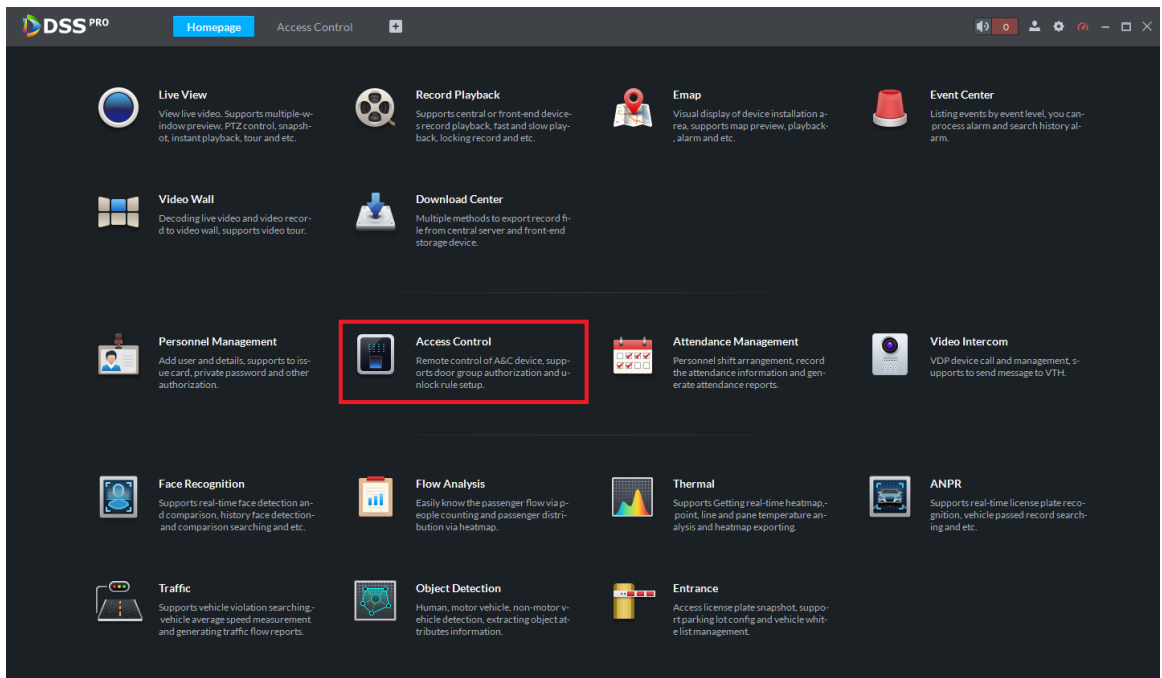 DSS PRO
Homepage
Access Control
0
Live View
View live video. Supports multiple-w-
indow preview, PTZ control, snapsh-
ot, instant playback, tour and etc.
Record Playback
Supports central or front-end device-
s record playback, fast and slow play-
back, locking record and etc.
Emap
Visual display of device installation a-
rea, supports map preview, playback-
, alarm and etc.
Event Center
Listing events by event level, you can-
process alarm and search history al-
arm.
Video Wall
Decoding live video and video recor-
d to video wall, supports video tour.
Download Center
Multiple methods to export record fi-
le from central server and front-end
storage device.
Personnel Management
Add user and details, supports to iss-
ue card, private password and other
authorization.
Access Control
Remote control of A&C device, supp-
orts door group authorization and u-
nlock rule setup.
Attendance Management
Personnel shift arrangement, record
the attendance information and gen-
erate attendance reports.
Video Intercom
VDP device call and management, s-
upports to send message to VTH.
Face Recognition
Supports real-time face detection an-
d comparison, history face detection-
and comparison searching and etc.
Flow Analysis
Easily know the passenger flow via p-
eople counting and passenger distri-
bution via heatmap.
Thermal
Supports Getting real-time heatmap,-
point, line and pane temperature an-
alysis and heatmap exporting.
ANPR
Supports real-time license plate reco-
gnition, vehicle passed record search-
ing and etc.
Traffic
Supports vehicle violation searching,-
vehicle average speed measurement
and generating traffic flow reports.
Object Detection
Human, motor vehicle, non-motor v-
ehicle detection, extracting object at-
tributes information.
Entrance
Access license plate snapshot, suppo-
rt parking lot config and vehicle whit-
e list management.